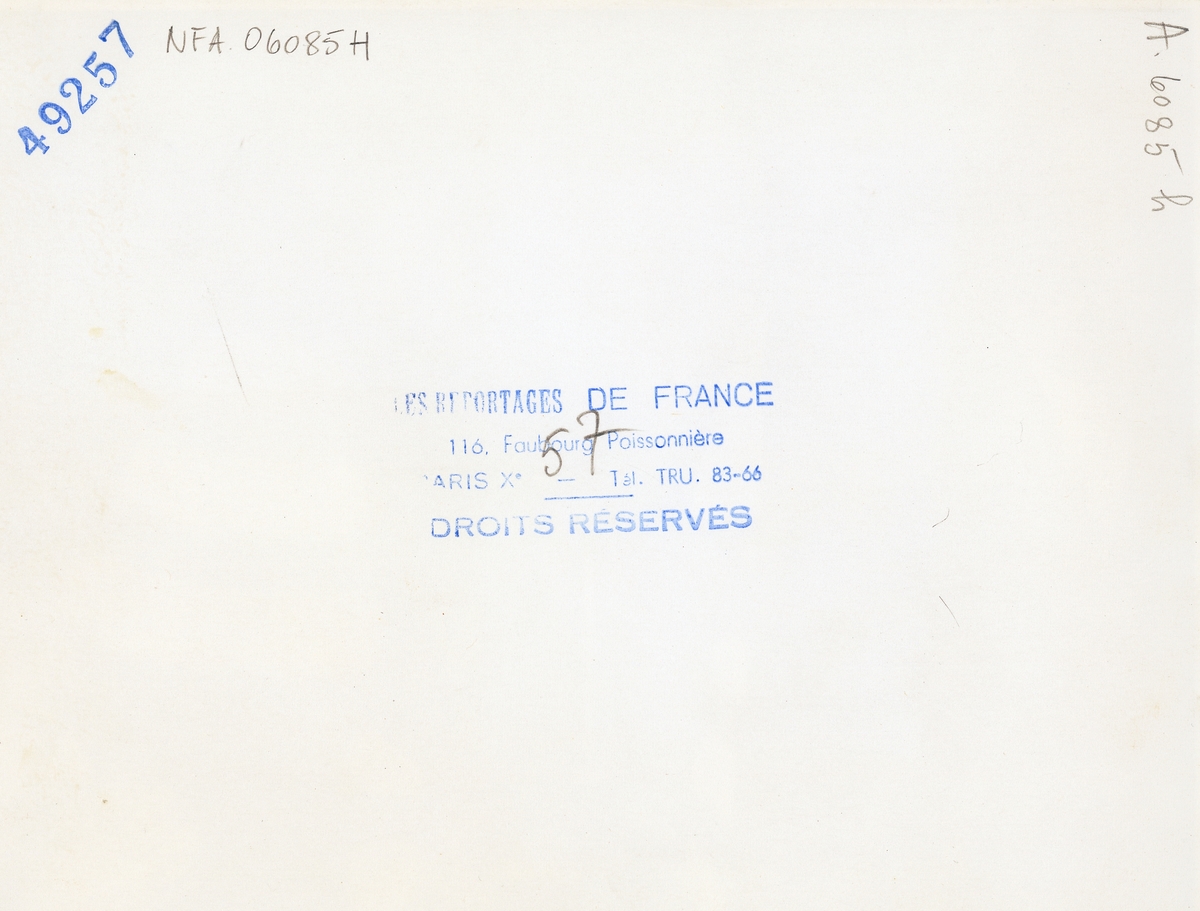 49257
NFA. 06085H
A. 6085 h
LES REPORTAGES DE FRANCE
116, Faubourg Poissonnière
57
PARIS Xe — Tél. TRU. 83-66
DROITS RÉSERVÉS